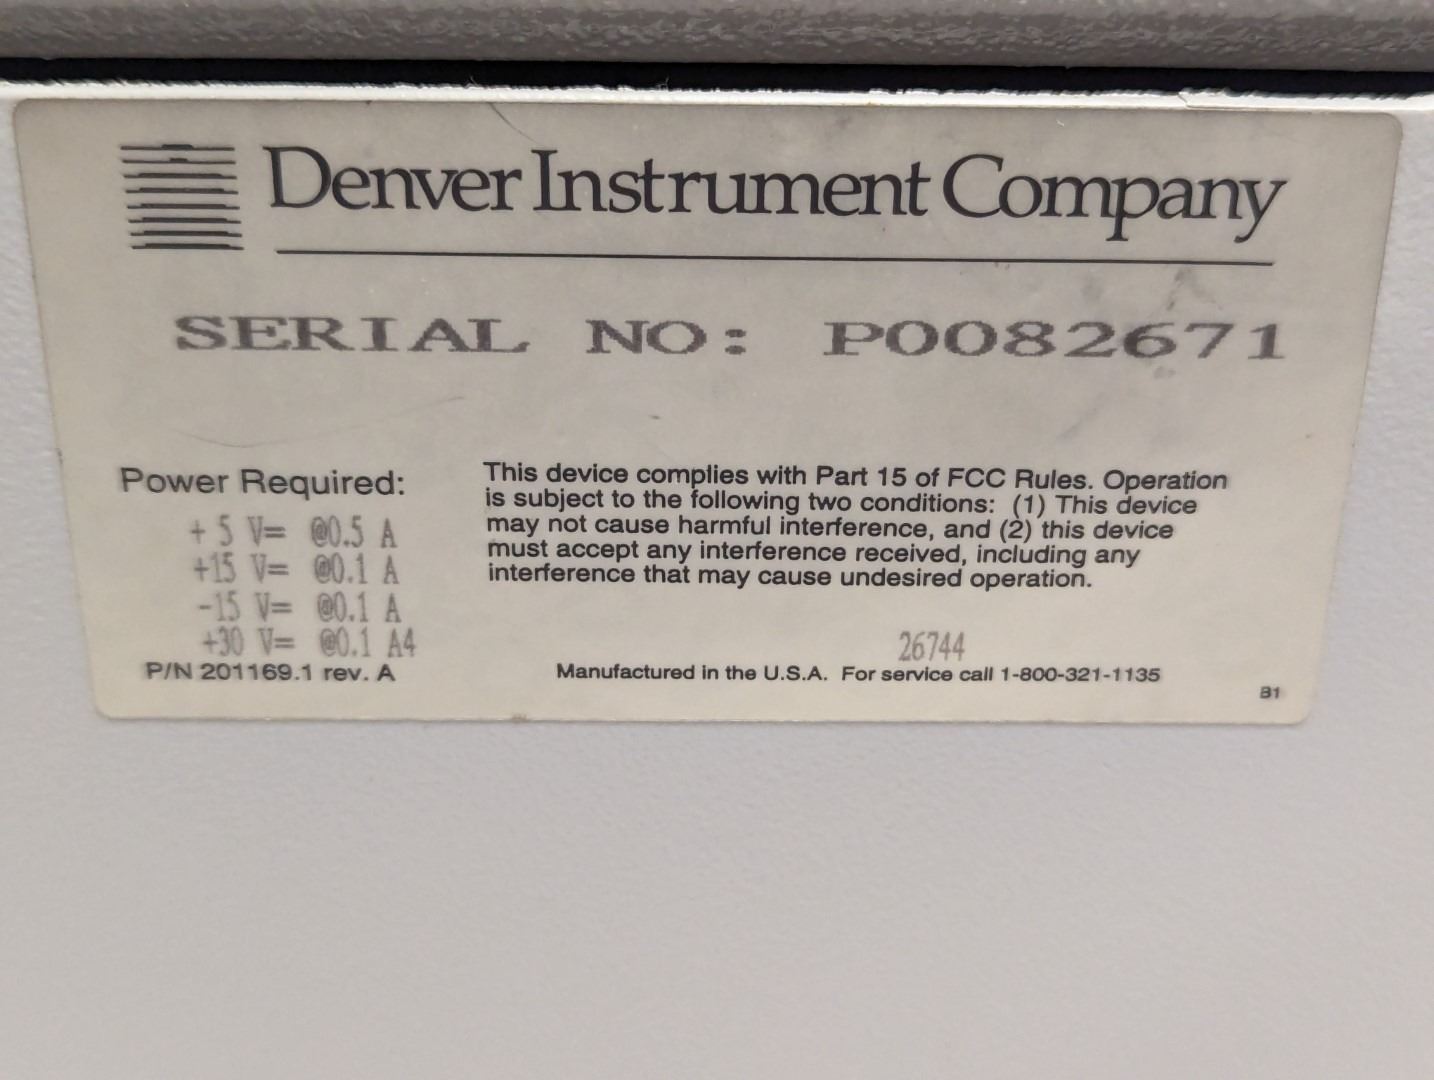 Denver Instrument Company
SERIAL NO: P0082671
Power Required:
+ 5 V= @0.5 A
+15 V= @0.1 A
-15 V= @0.1 A
+30 V= @0.1 A4
P/N 201169.1 rev. A
This device complies with Part 15 of FCC Rules. Operation
is subject to the following two conditions: (1) This device
may not cause harmful interference, and (2) this device
must accept any interference received, including any
interference that may cause undesired operation.
26744
Manufactured in the U.S.A. For service call 1-800-321-1135
B1